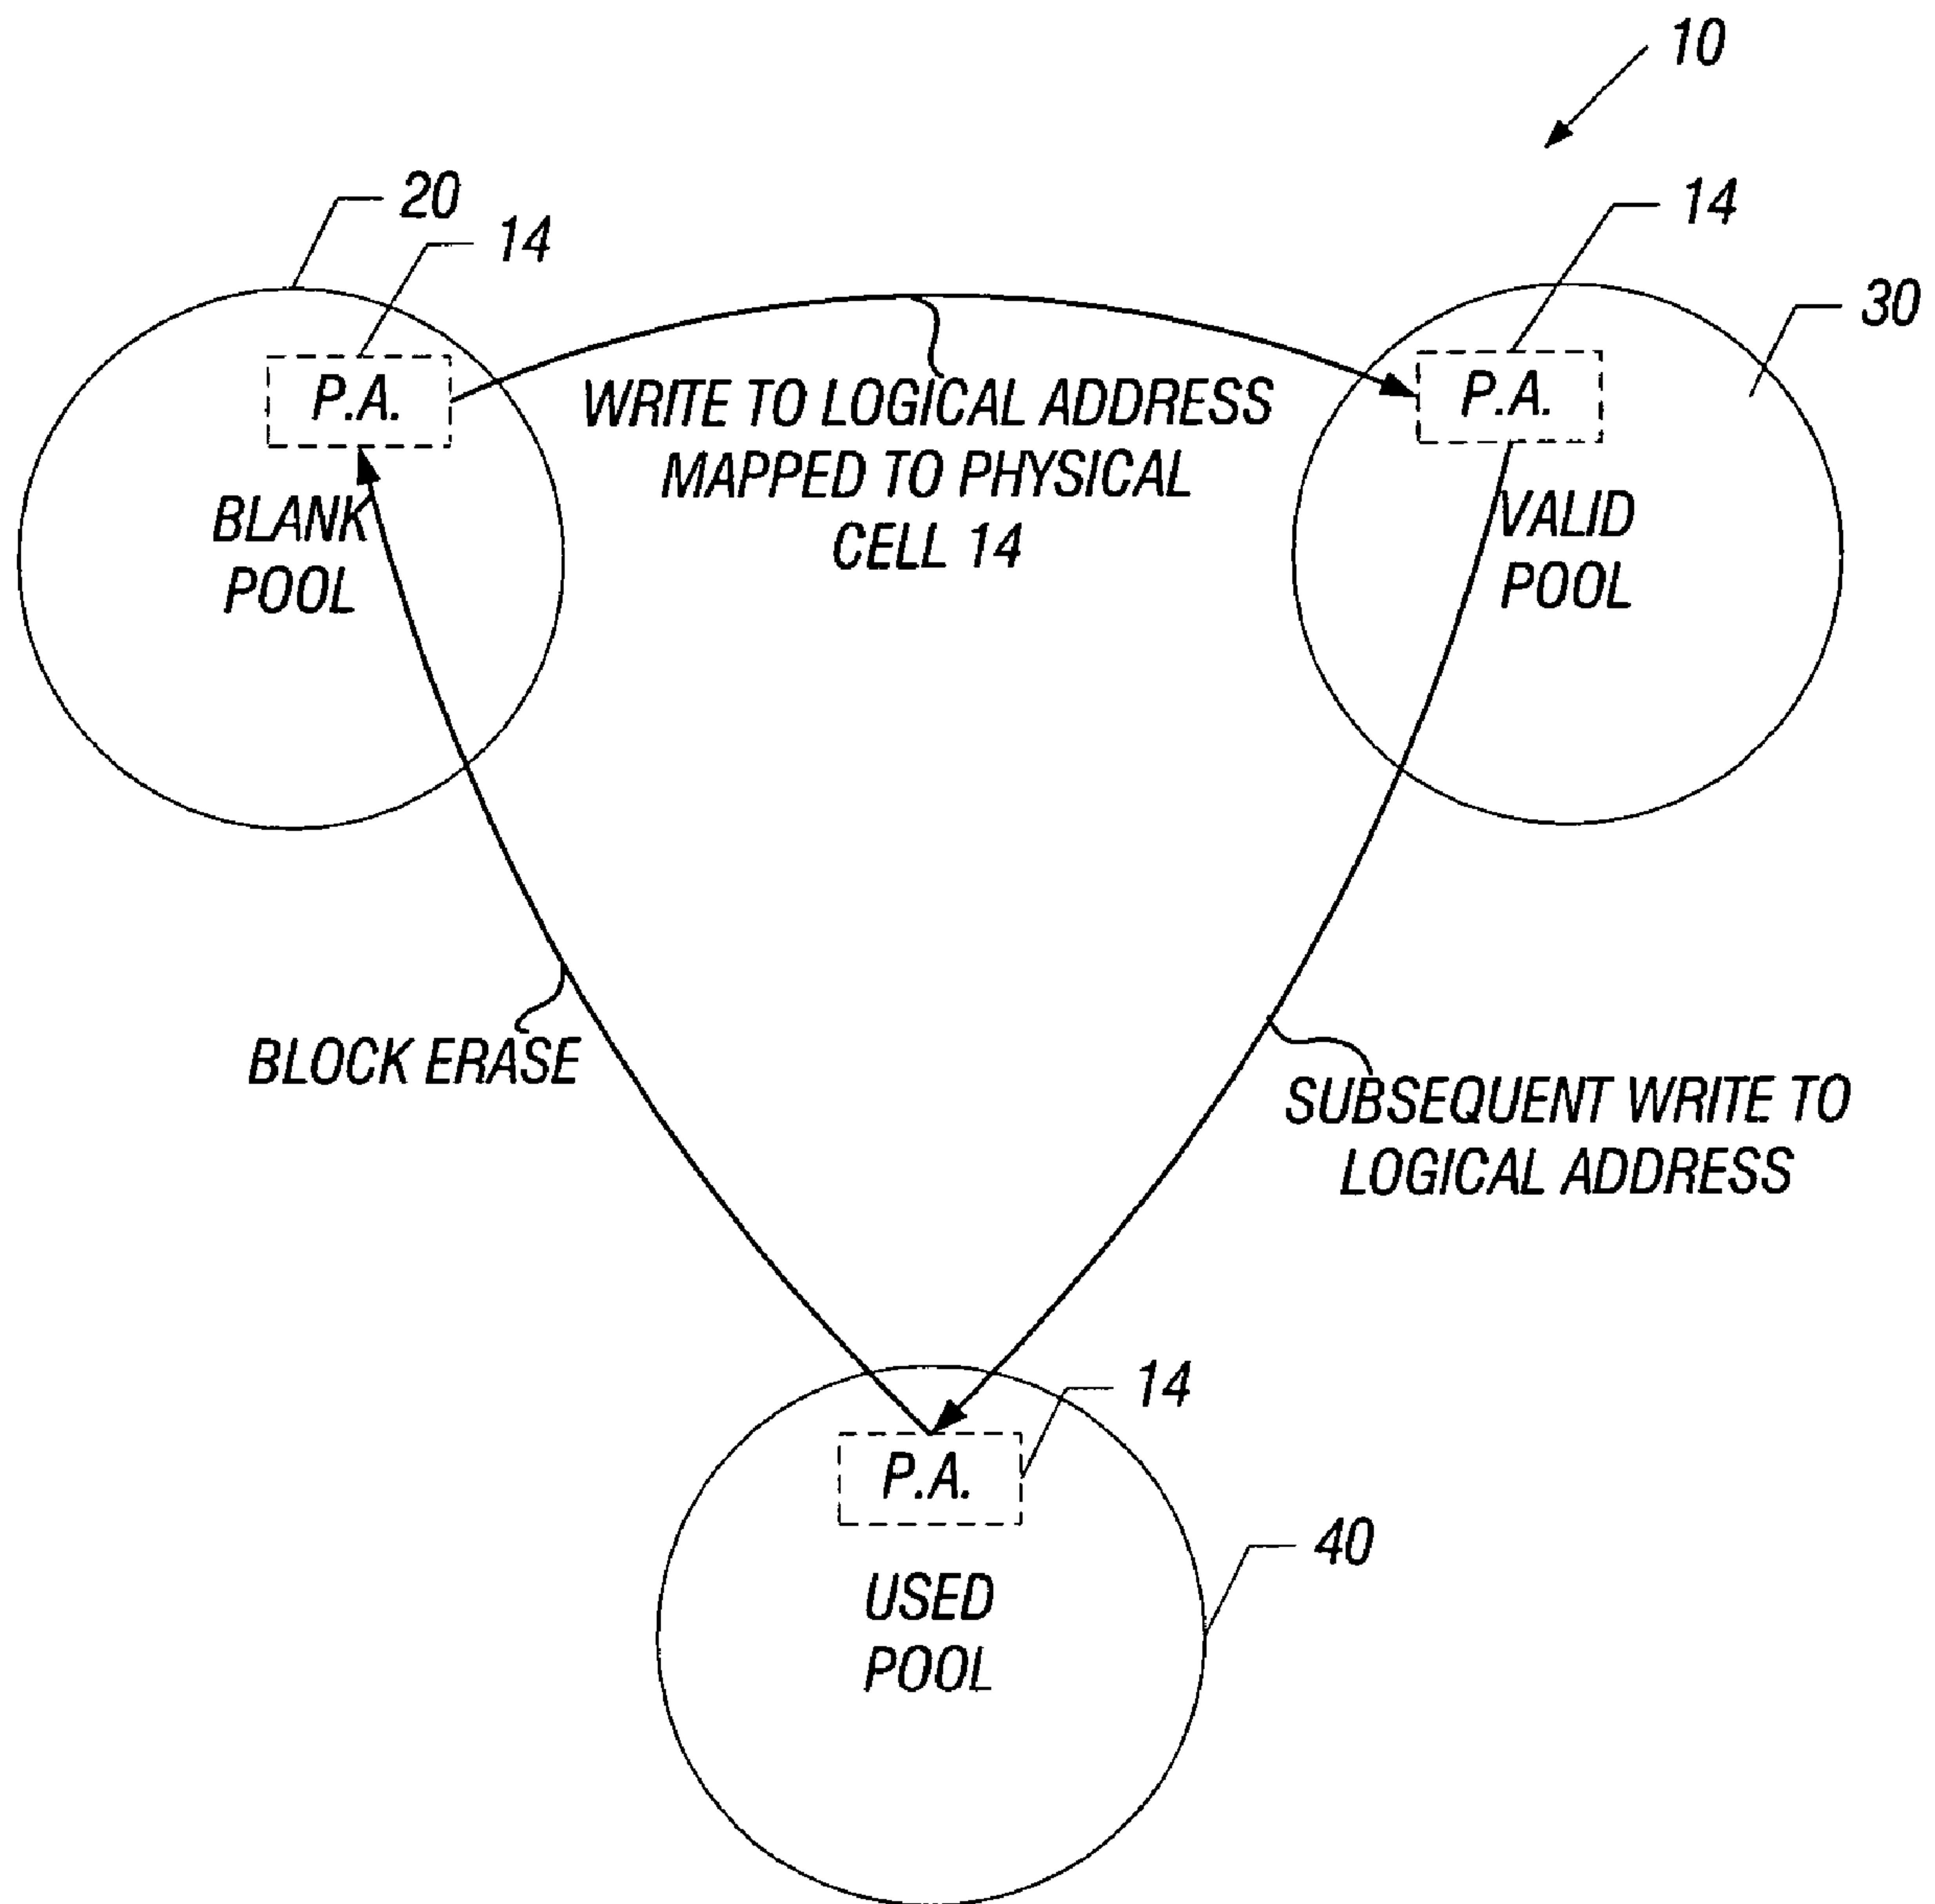 10
20
14
14
30
P.A.
P.A.
WRITE TO LOGICAL ADDRESS
MAPPED TO PHYSICAL
CELL 14
BLANK
POOL
VALID
POOL
BLOCK ERASE
SUBSEQUENT WRITE TO
LOGICAL ADDRESS
14
P.A.
40
USED
POOL